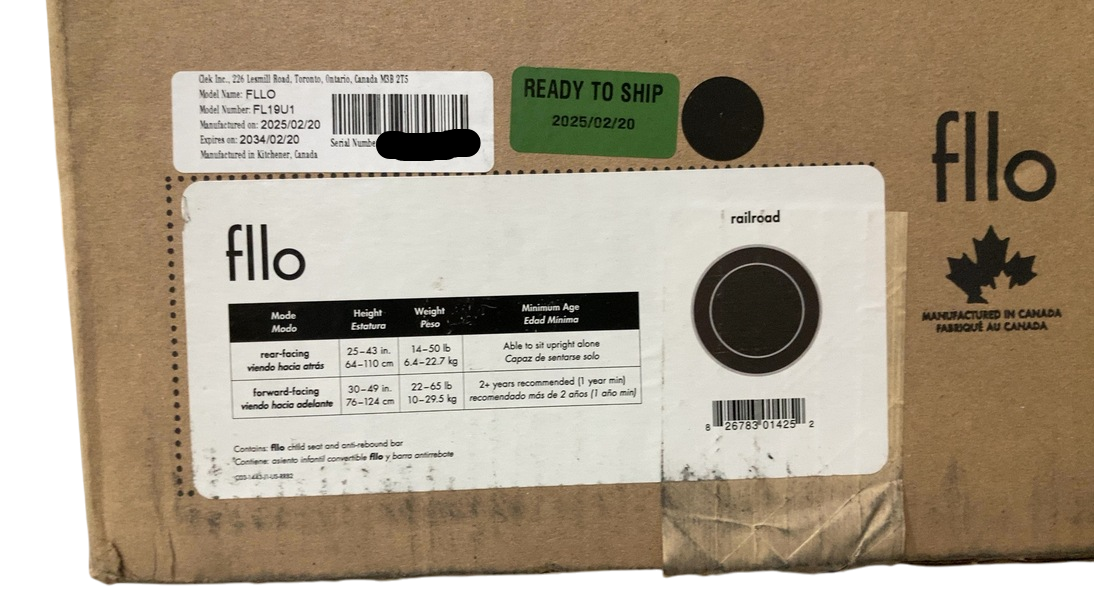 Clek Inc., 226 Lesmill Road, Toronto, Ontario, Canada M3B 2T5
Model Name: FLLO
Model Number: FL19U1
Manufactured on: 2025/02/20
Expires on: 2034/02/20
Serial Number
Manufactured in Kitchener, Canada
READY TO SHIP
2025/02/20
fllo
MANUFACTURED IN CANADA
FABRIQUÉ AU CANADA
fllo
Mode Height Weight Minimum Age
Modo Estatura Peso Edad Mínima
rear-facing 25–43 in. 14–50 lb Able to sit upright alone
viendo hacia atrás 64–110 cm 6.4–22.7 kg Capaz de sentarse solo
forward-facing 30–49 in. 22–65 lb 2+ years recommended (1 year min)
viendo hacia adelante 76–124 cm 10–29.5 kg recomendado más de 2 años (1 año min)
Contains: fllo child seat and anti-rebound bar
Contiene: asiento infantil convertible fllo y barra antirrebote
railroad
8 26783 01425 2